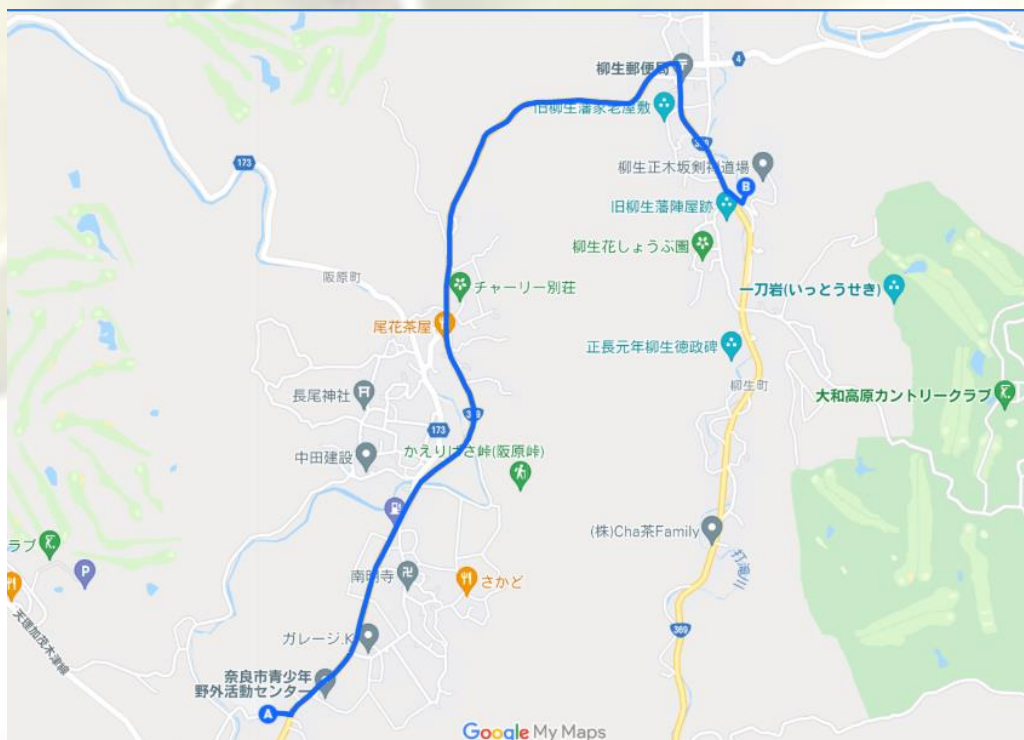 柳生郵便局
4
旧柳生藩家老屋敷
173
369
柳生正木坂剣禅道場
B
旧柳生藩陣屋跡
柳生花しょうぶ園
阪原町
チャーリー別荘
一刀岩(いっとうせき)
尾花茶屋
正長元年柳生徳政碑
柳生町
長尾神社
大和高原カントリークラブ
369
173
かえりばさ峠(阪原峠)
中田建設
(株)Cha茶Family
打滝川
ラブ
P
南明寺
さかど
天理加茂木津線
ガレージ.K
369
奈良市青少年
野外活動センター
A
Google My Maps